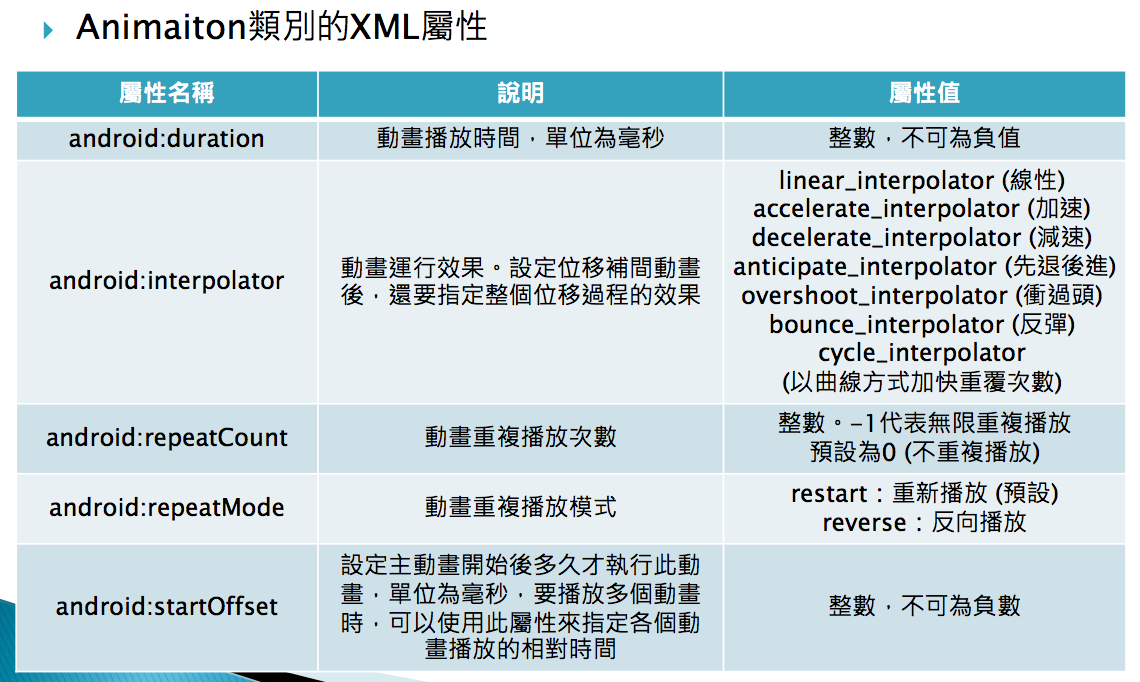 Animaiton類別的XML屬性
屬性名稱 說明 屬性值
android:duration 動畫播放時間，單位為毫秒 整數，不可為負值
android:interpolator
動畫運行效果。設定位移補間動畫
後，還要指定整個位移過程的效果
linear_interpolator (線性)
accelerate_interpolator (加速)
decelerate_interpolator (減速)
anticipate_interpolator (先退後進)
overshoot_interpolator (衝過頭)
bounce_interpolator (反彈)
cycle_interpolator
(以曲線方式加快重覆次數)
android:repeatCount
動畫重複播放次數
整數。-1代表無限重複播放
預設為0 (不重複播放)
android:repeatMode
動畫重複播放模式
restart：重新播放 (預設)
reverse：反向播放
android:startOffset
設定主動畫開始後多久才執行此動
畫，單位為毫秒，要播放多個動畫
時，可以使用此屬性來指定各個動
畫播放的相對時間
整數，不可為負數